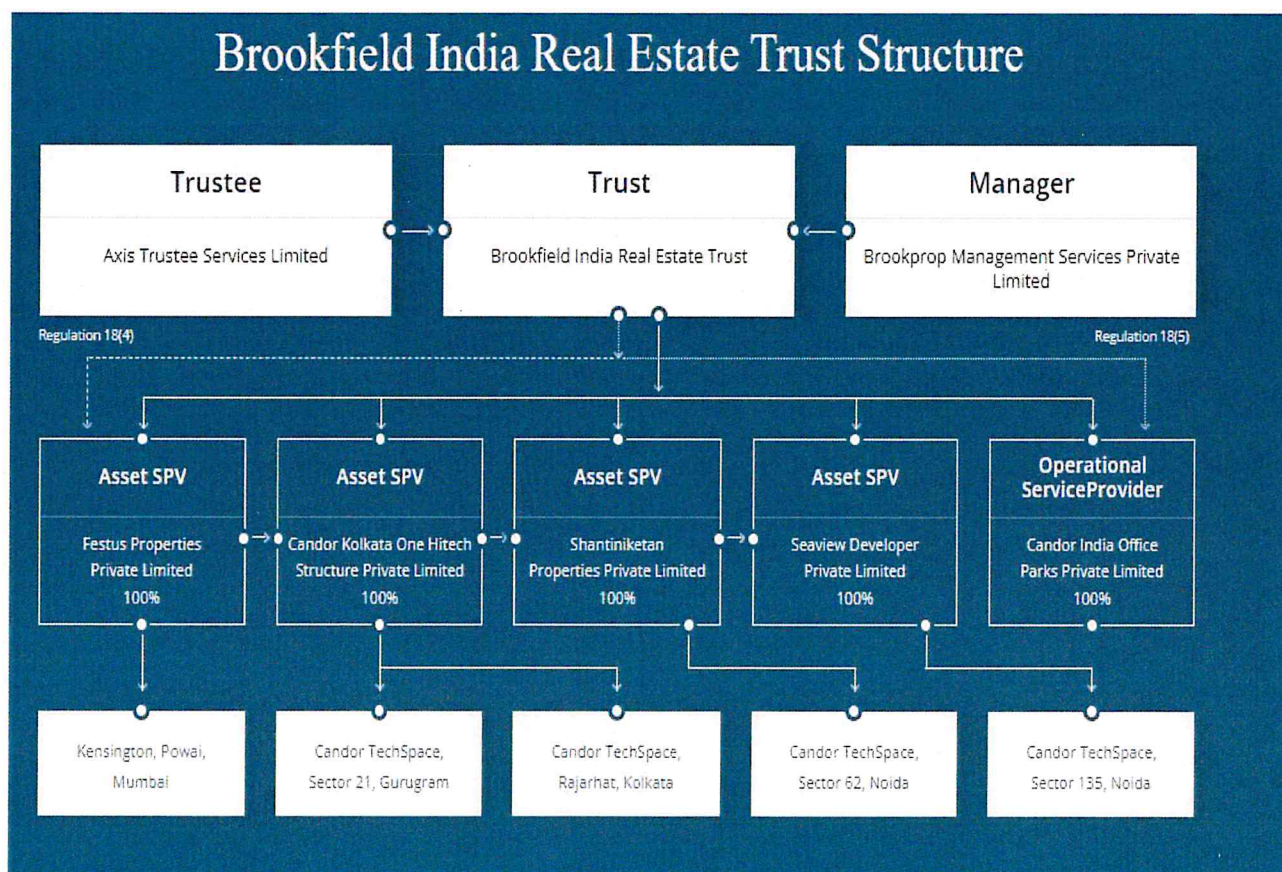 Brookfield India Real Estate Trust Structure
Trustee
Axis Trustee Services Limited
Trust
Brookfield India Real Estate Trust
Manager
Brookprop Management Services Private
Limited
Regulation 18(4)
Regulation 18(5)
Asset SPV
Festus Properties
Private Limited
100%
Asset SPV
Candor Kolkata One Hitech
Structure Private Limited
100%
Asset SPV
Shantiniketan
Properties Private Limited
100%
Asset SPV
Seaview Developer
Private Limited
100%
Operational
ServiceProvider
Candor India Office
Parks Private Limited
100%
Kensington, Powai,
Mumbai
Candor TechSpace,
Sector 21, Gurugram
Candor TechSpace,
Rajarhat, Kolkata
Candor TechSpace,
Sector 62, Noida
Candor TechSpace,
Sector 135, Noida